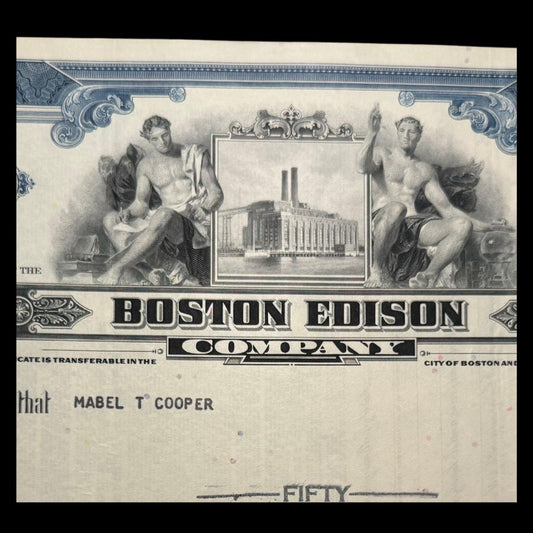 THE
BOSTON EDISON
COMPANY
CATE IS TRANSFERABLE IN THE CITY OF BOSTON AND
that MABEL T COOPER
FIFTY